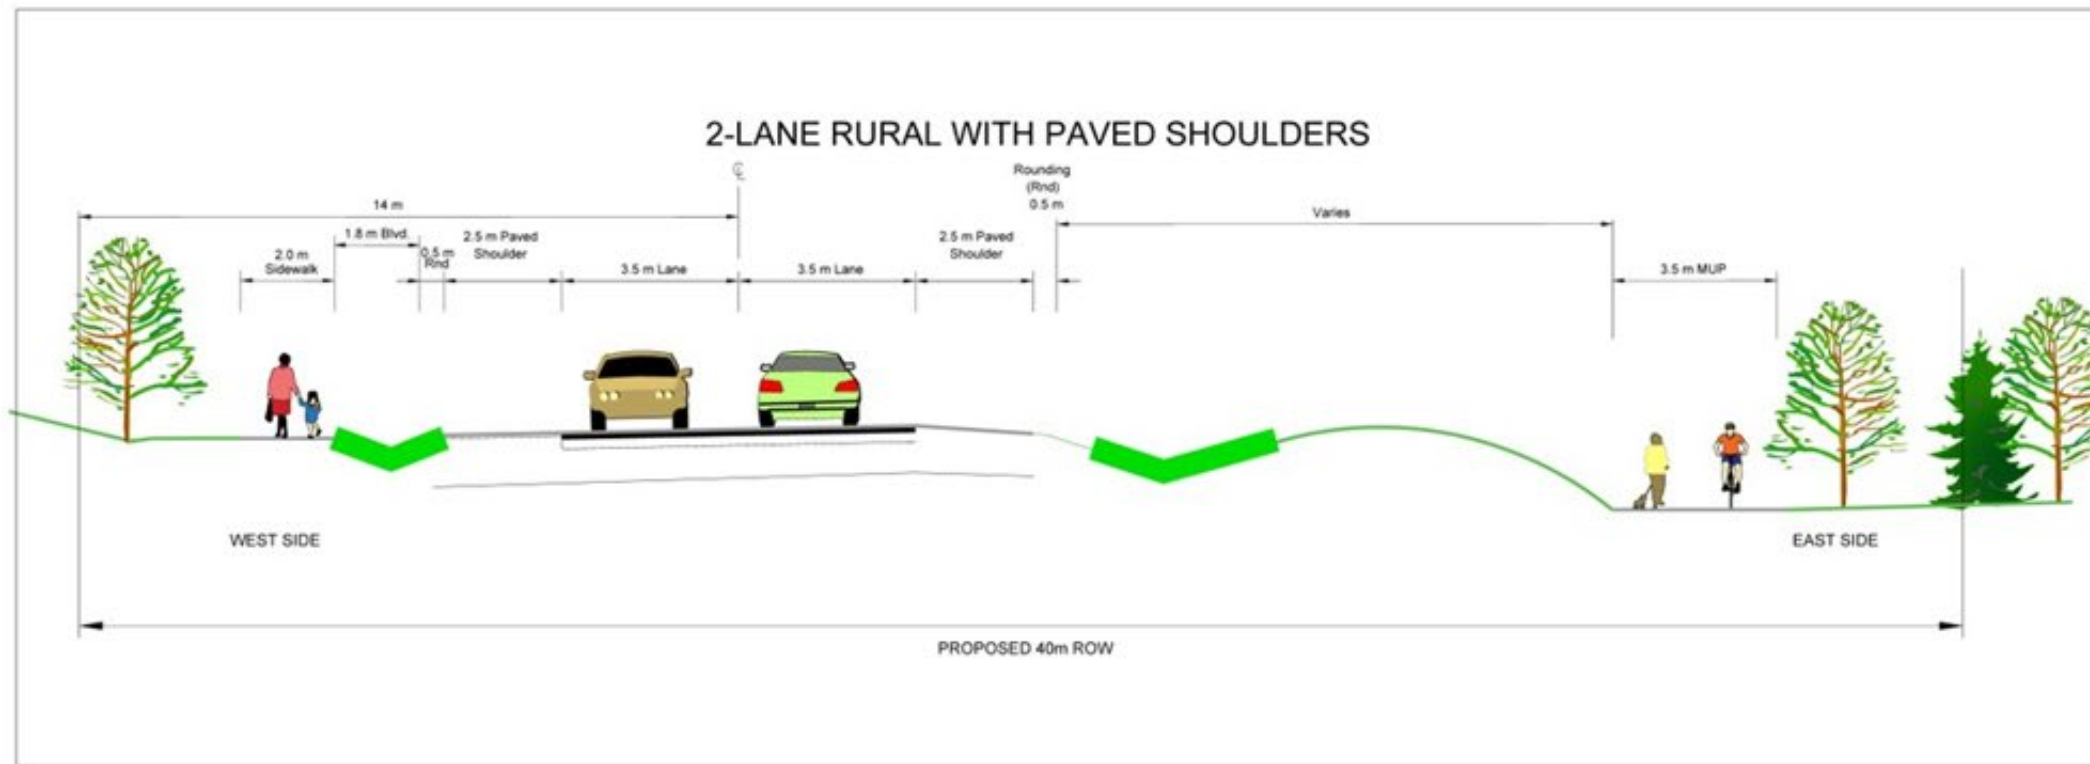 2-LANE RURAL WITH PAVED SHOULDERS
℄
Rounding
(Rnd)
0.5 m
14 m
Varies
1.8 m Blvd.
2.0 m
Sidewalk
0.5 m
Rnd
2.5 m Paved
Shoulder
3.5 m Lane
3.5 m Lane
2.5 m Paved
Shoulder
3.5 m MUP
WEST SIDE
EAST SIDE
PROPOSED 40m ROW